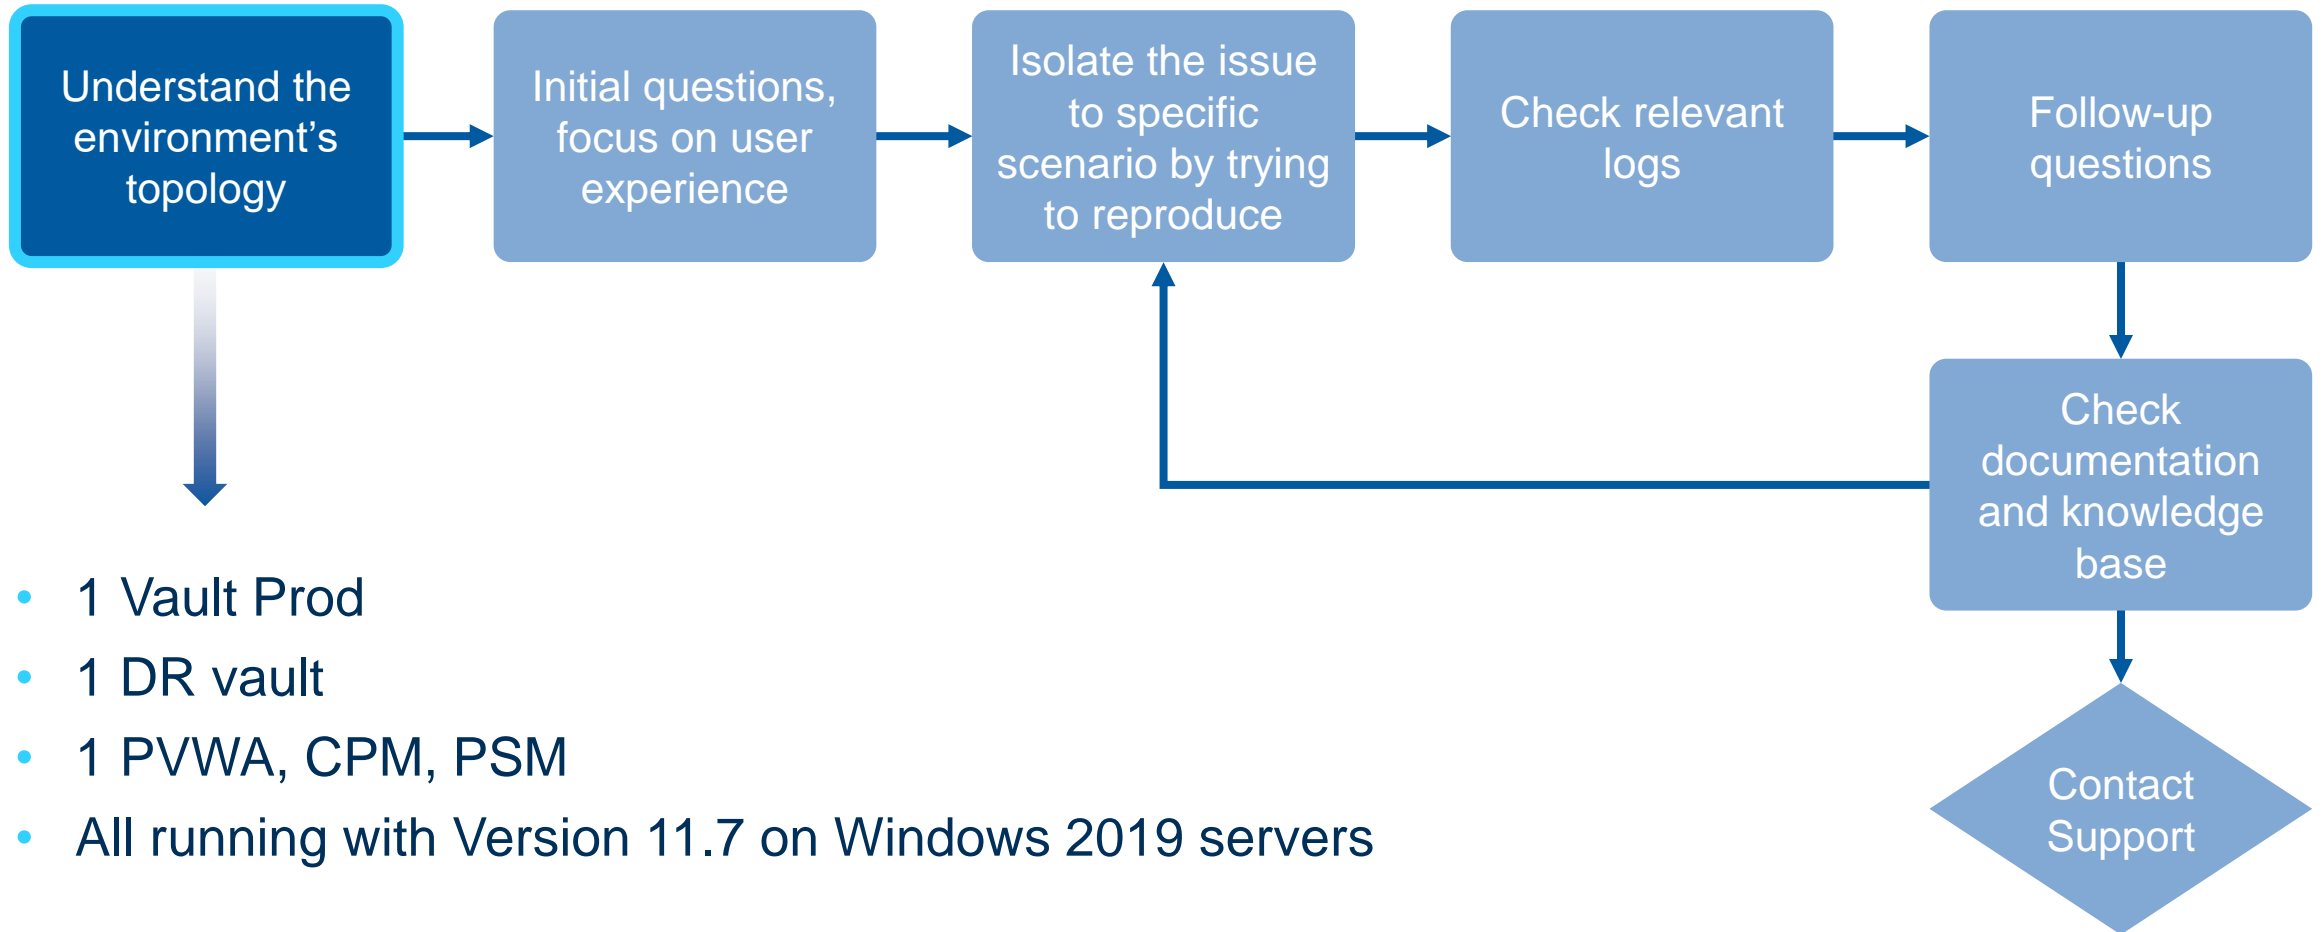 Understand the
environment’s
topology
Initial questions,
focus on user
experience
Isolate the issue
to specific
scenario by trying
to reproduce
Check relevant
logs
Follow-up
questions
Check
documentation
and knowledge
base
Contact
Support
• 1 Vault Prod
• 1 DR vault
• 1 PVWA, CPM, PSM
• All running with Version 11.7 on Windows 2019 servers